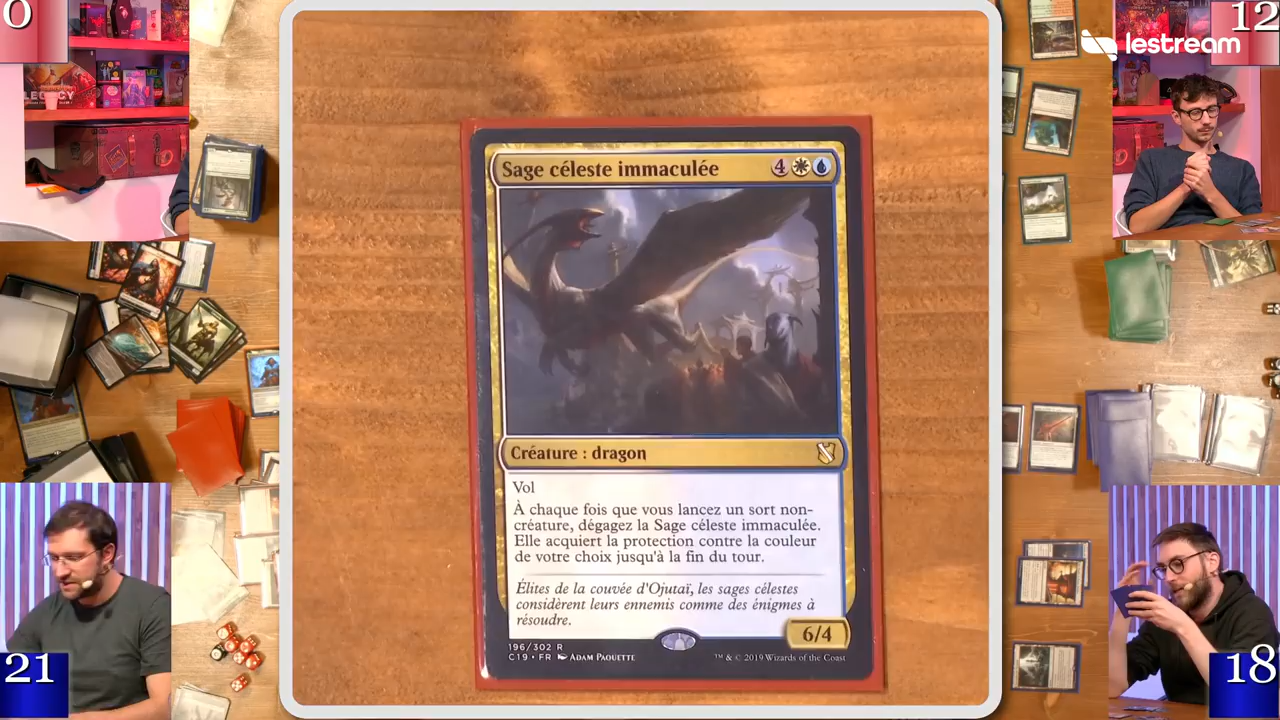 0
12
lestream
LEGACY
Sage céleste immaculée 4
Créature : dragon
Vol
À chaque fois que vous lancez un sort non-
créature, dégagez la Sage céleste immaculée.
Elle acquiert la protection contre la couleur
de votre choix jusqu'à la fin du tour.
Élites de la couvée d'Ojutaï, les sages célestes
considèrent leurs ennemis comme des énigmes à
résoudre.
6/4
196/302 R
C19 • FR Adam Paquette
™ & © 2019 Wizards of the Coast
21
18